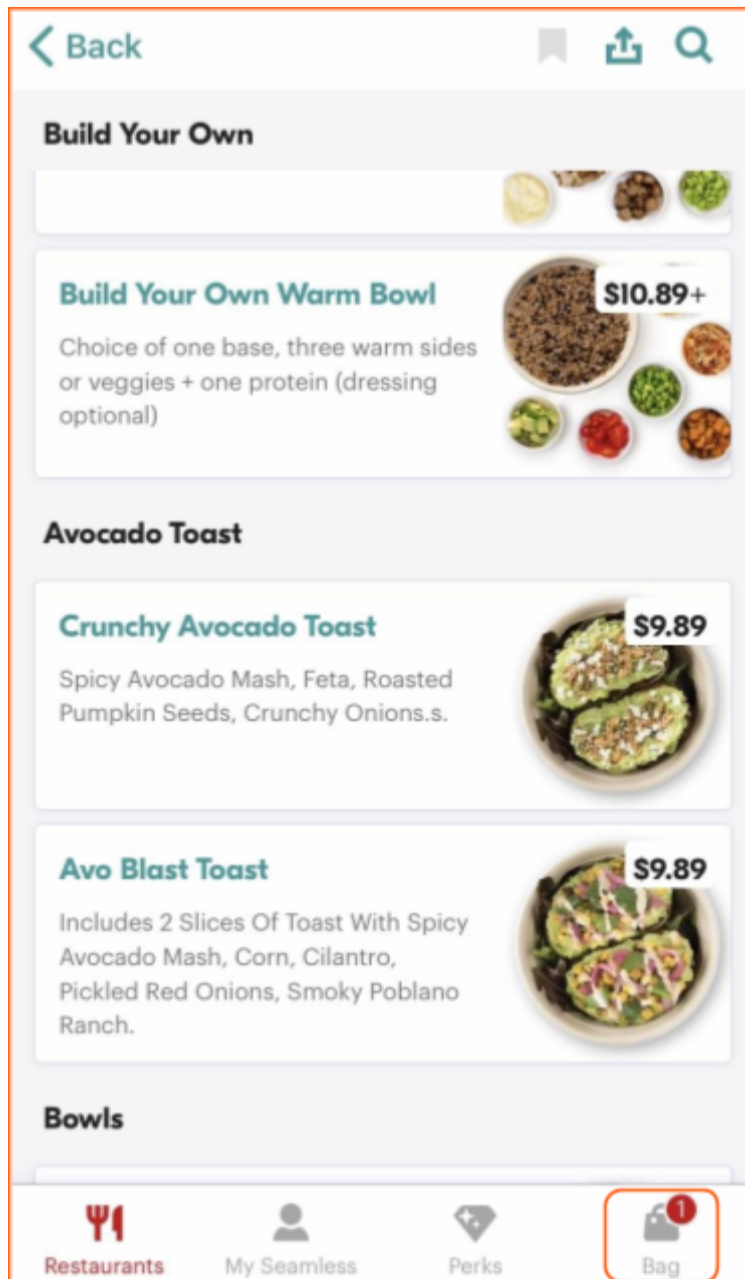 Back
Build Your Own
Build Your Own Warm Bowl
$10.89+
Choice of one base, three warm sides
or veggies + one protein (dressing
optional)
Avocado Toast
Crunchy Avocado Toast
$9.89
Spicy Avocado Mash, Feta, Roasted
Pumpkin Seeds, Crunchy Onions.s.
Avo Blast Toast
$9.89
Includes 2 Slices Of Toast With Spicy
Avocado Mash, Corn, Cilantro,
Pickled Red Onions, Smoky Poblano
Ranch.
Bowls
1
Restaurants
My Seamless
Perks
Bag